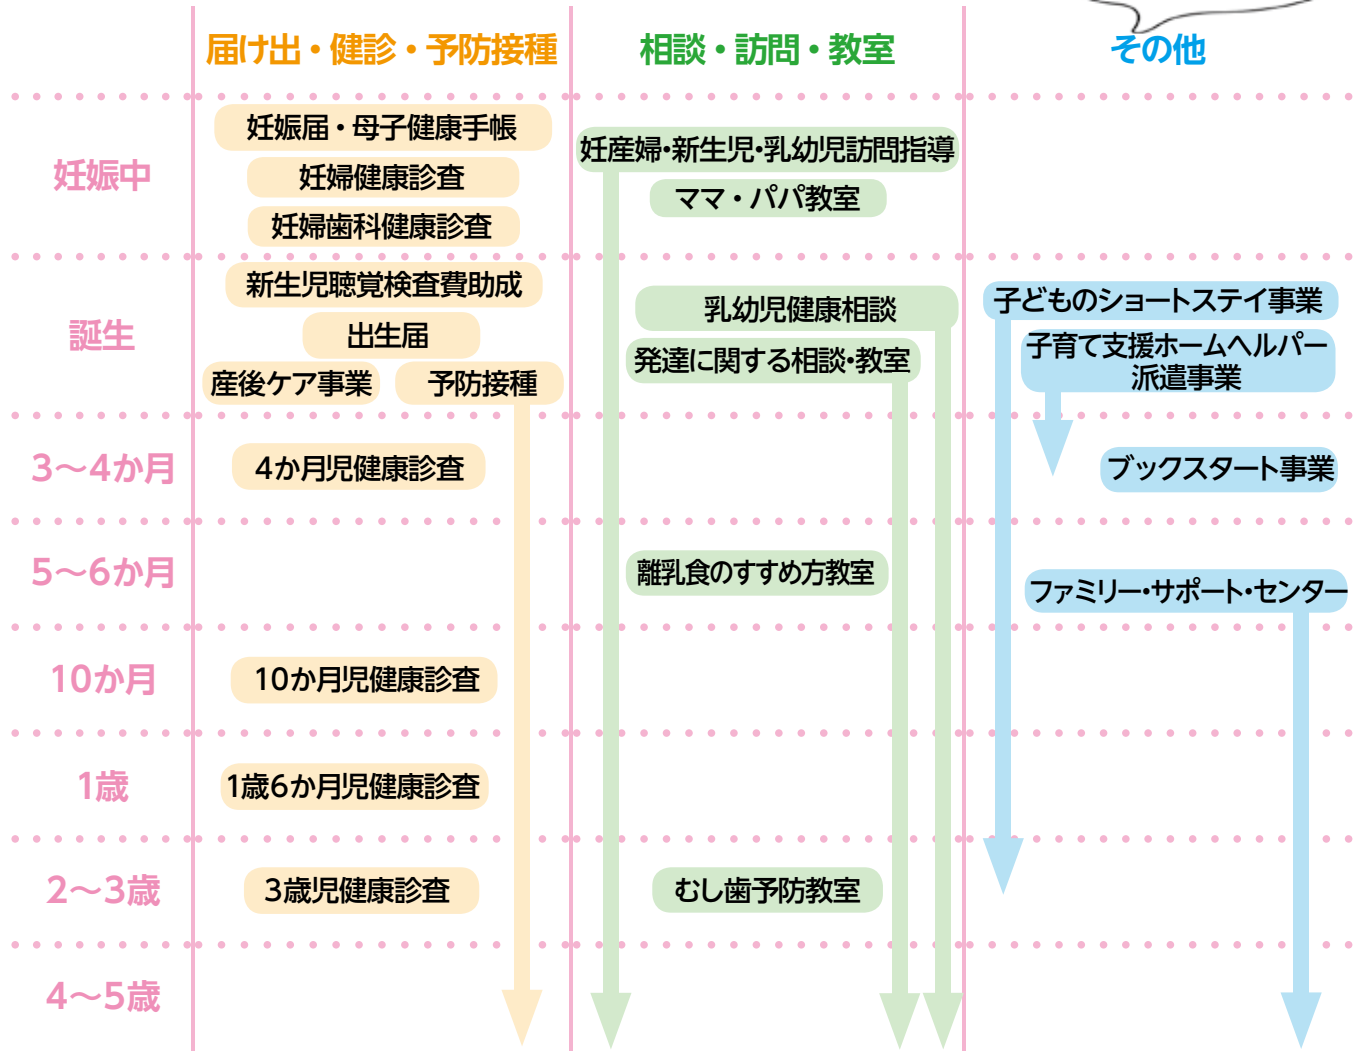 届け出・健診・予防接種
相談・訪問・教室
その他
妊娠中
妊娠届・母子健康手帳
妊婦健康診査
妊婦歯科健康診査
妊産婦・新生児・乳幼児訪問指導
ママ・パパ教室
誕生
新生児聴覚検査費助成
出生届
産後ケア事業
予防接種
乳幼児健康相談
発達に関する相談・教室
子どものショートステイ事業
子育て支援ホームヘルパー
派遣事業
3〜4か月
4か月児健康診査
ブックスタート事業
5〜6か月
離乳食のすすめ方教室
ファミリー・サポート・センター
10か月
10か月児健康診査
1歳
1歳6か月児健康診査
2〜3歳
3歳児健康診査
むし歯予防教室
4〜5歳